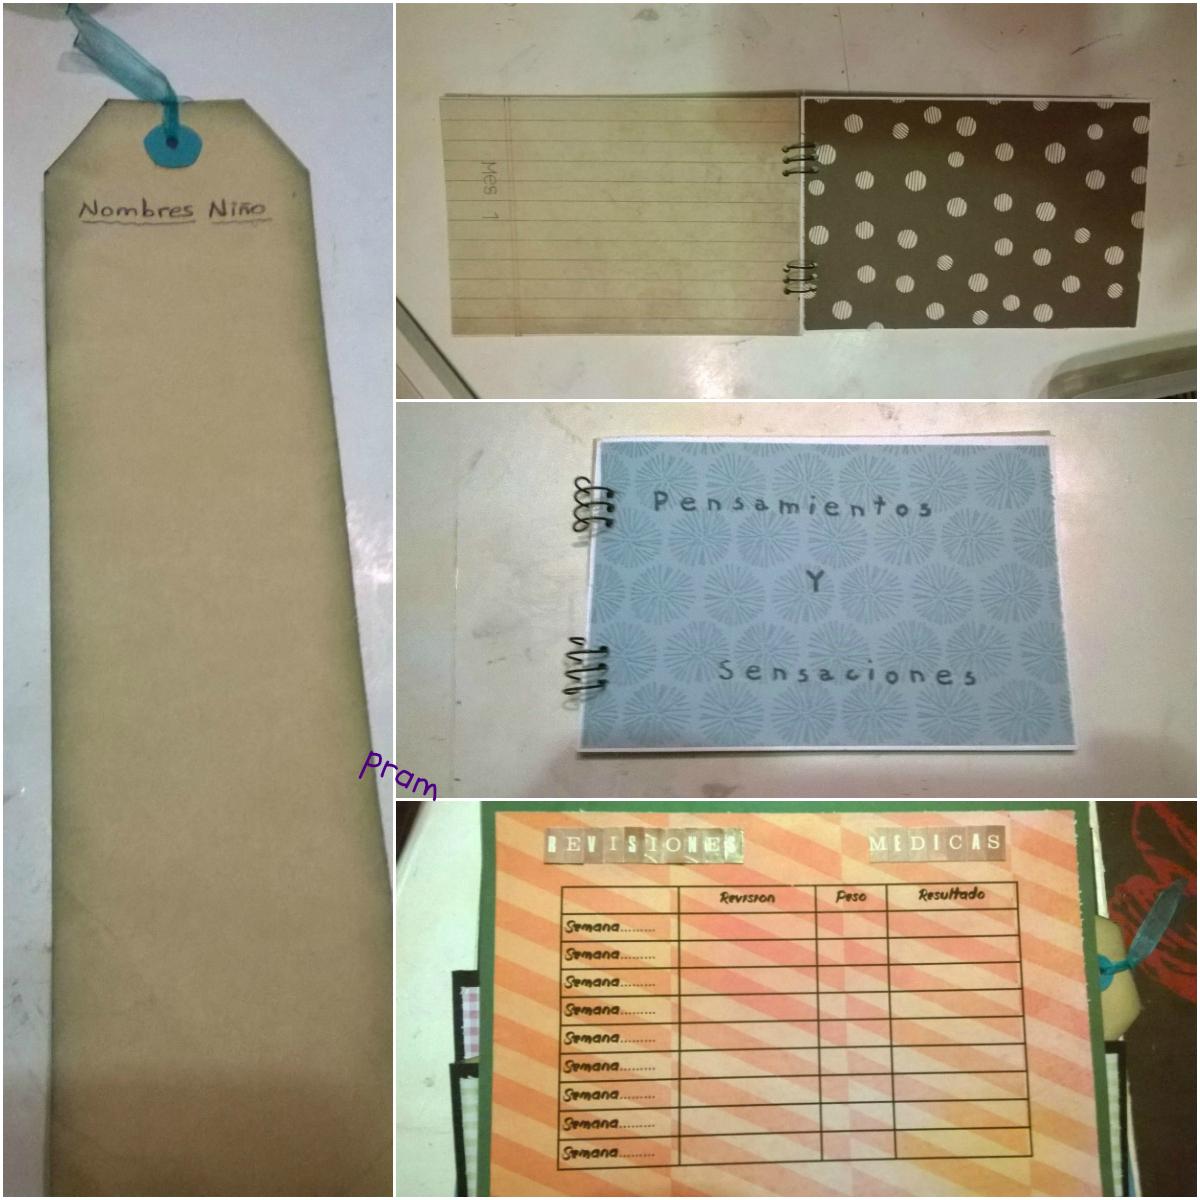 Nombres Niño
Mes 1
Pensamientos
Y
Sensaciones
pram
REVISIONES MEDICAS
Revision Peso Resultado
Semana.........
Semana.........
Semana.........
Semana.........
Semana.........
Semana.........
Semana.........
Semana.........
Semana.........